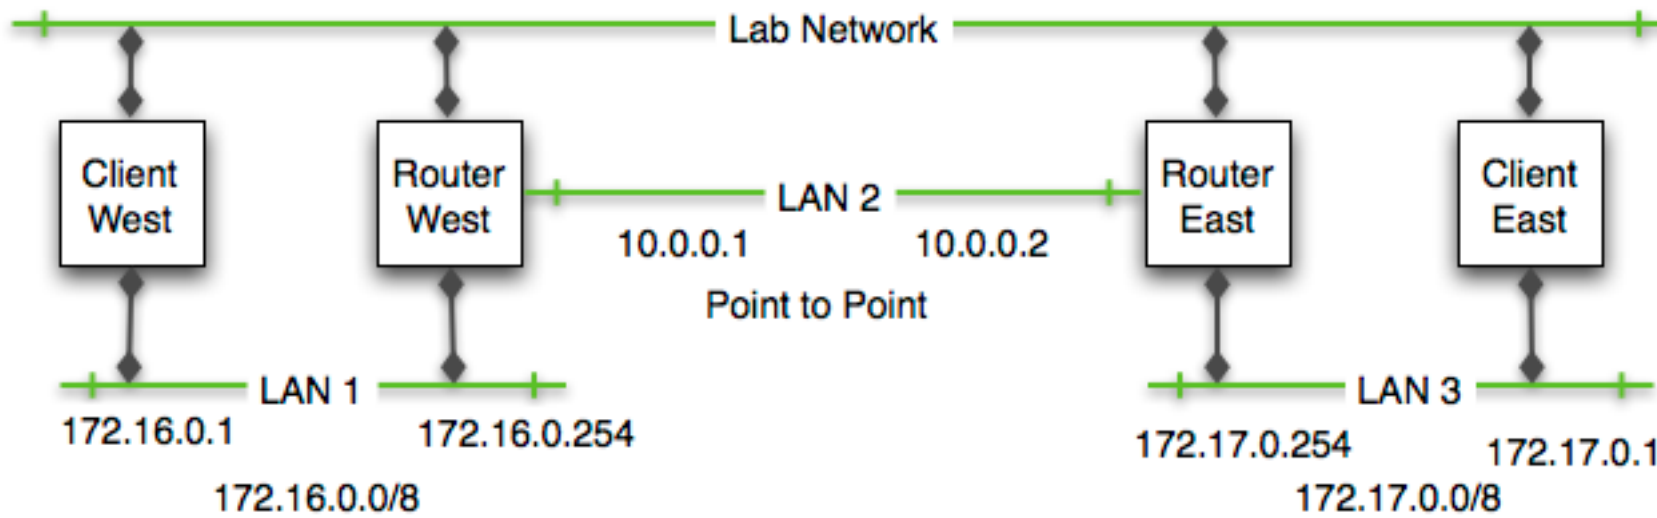 Lab Network
Client
West
Router
West
Router
East
Client
East
LAN 2
10.0.0.1
10.0.0.2
Point to Point
LAN 1
LAN 3
172.16.0.1
172.16.0.254
172.17.0.254
172.17.0.1
172.16.0.0/8
172.17.0.0/8